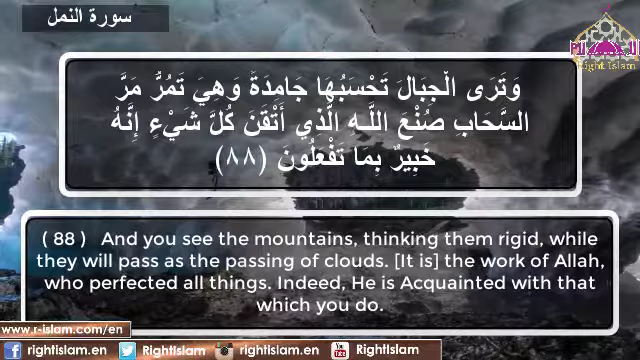 سورة النمل
Right Islam
وَتَرَى الْجِبَالَ تَحْسَبُهَا جَامِدَةً وَهِيَ تَمُرُّ مَرَّ
السَّحَابِ صُنْعَ اللَّهِ الَّذِي أَتْقَنَ كُلَّ شَيْءٍ إِنَّهُ
خَبِيرٌ بِمَا تَفْعَلُونَ (٨٨)
( 88 ) And you see the mountains, thinking them rigid, while
they will pass as the passing of clouds. [It is] the work of Allah,
who perfected all things. Indeed, He is Acquainted with that
which you do.
www.r-islam.com/en
rightislam.en RightIslam rightislam.en RightIslam